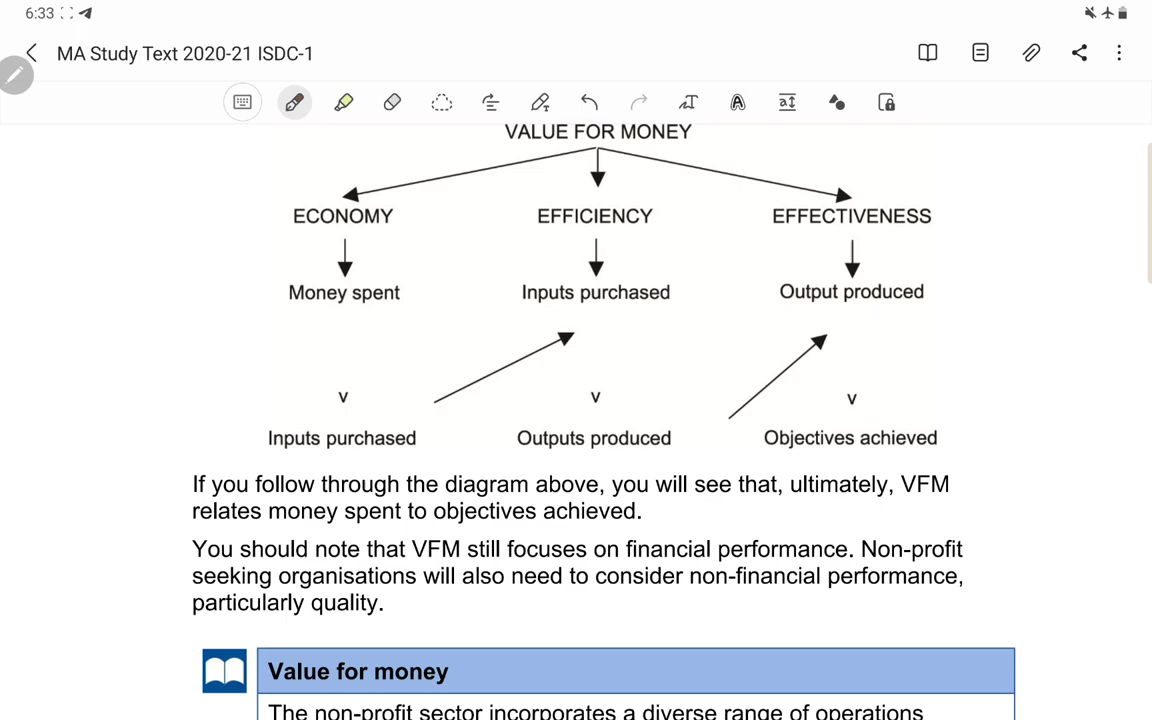 6:33
MA Study Text 2020-21 ISDC-1
VALUE FOR MONEY
ECONOMY EFFICIENCY EFFECTIVENESS
Money spent Inputs purchased Output produced
v v v
Inputs purchased Outputs produced Objectives achieved
If you follow through the diagram above, you will see that, ultimately, VFM
relates money spent to objectives achieved.
You should note that VFM still focuses on financial performance. Non-profit
seeking organisations will also need to consider non-financial performance,
particularly quality.
Value for money
The non-profit sector incorporates a diverse range of operations